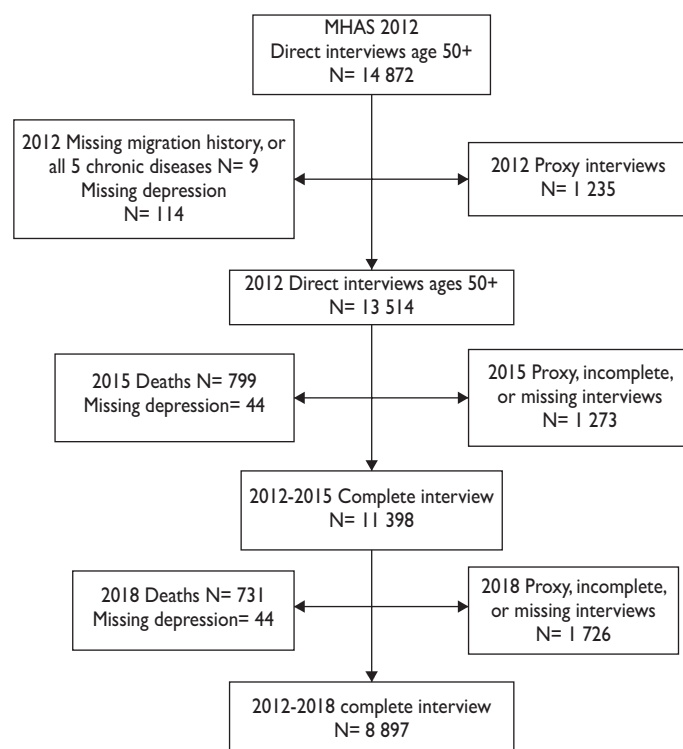 MHAS 2012
Direct interviews age 50+
N= 14 872
2012 Missing migration history, or
all 5 chronic diseases N= 9
Missing depression
N= 114
2012 Proxy interviews
N= 1 235
2012 Direct interviews ages 50+
N= 13 514
2015 Deaths N= 799
Missing depression= 44
2015 Proxy, incomplete,
or missing interviews
N= 1 273
2012-2015 Complete interview
N= 11 398
2018 Deaths N= 731
Missing depression= 44
2018 Proxy, incomplete,
or missing interviews
N= 1 726
2012-2018 complete interview
N= 8 897